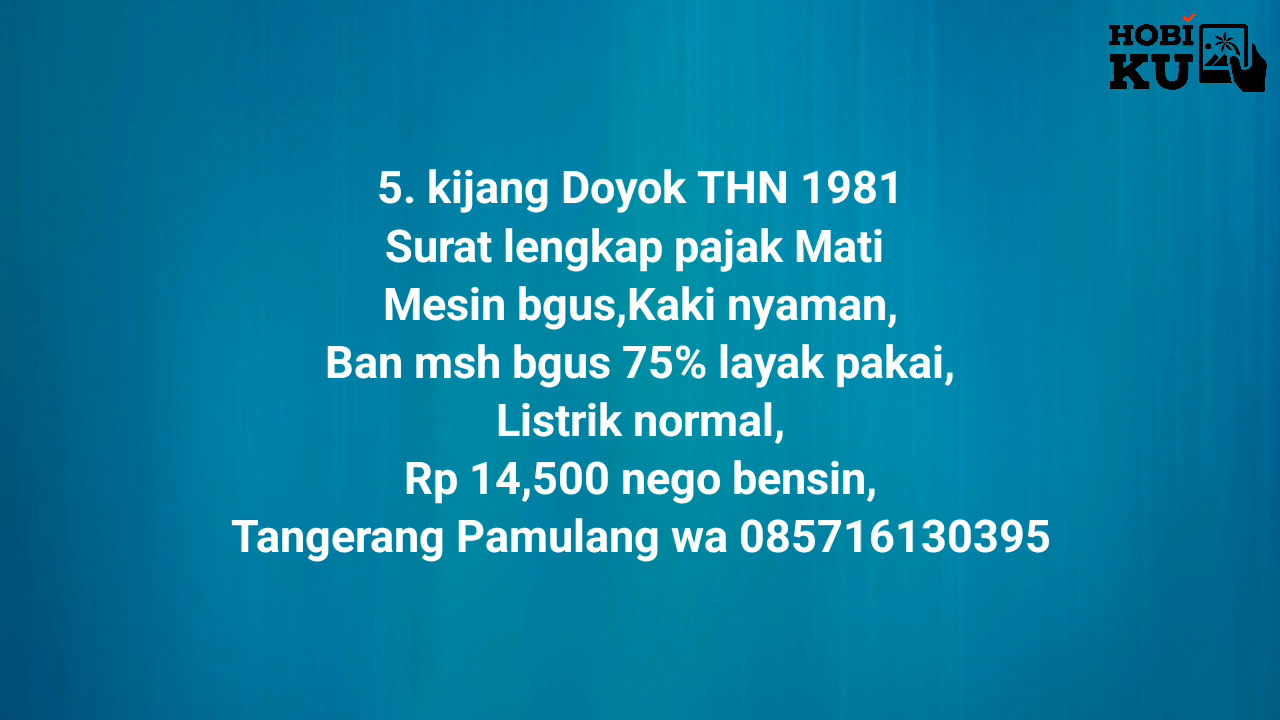 HOBI
KU
5. kijang Doyok THN 1981
Surat lengkap pajak Mati
Mesin bgus,Kaki nyaman,
Ban msh bgus 75% layak pakai,
Listrik normal,
Rp 14,500 nego bensin,
Tangerang Pamulang wa 085716130395